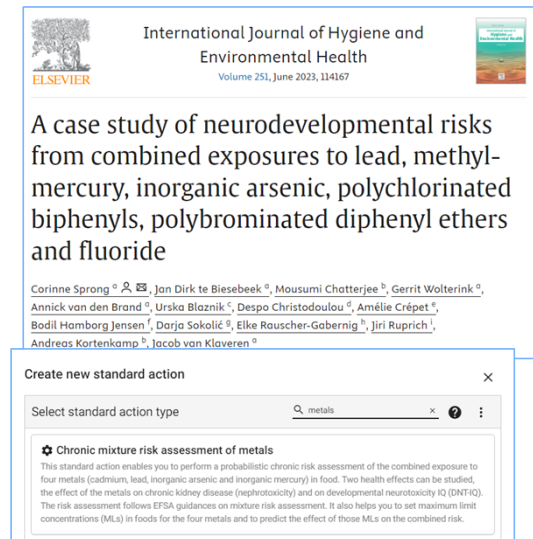 International Journal of Hygiene and
Environmental Health
Volume 251, June 2023, 114167
ELSEVIER
A case study of neurodevelopmental risks
from combined exposures to lead, methyl-
mercury, inorganic arsenic, polychlorinated
biphenyls, polybrominated diphenyl ethers
and fluoride
Corinne Sprong a, Jan Dirk te Biesebeek a, Mousumi Chatterjee b, Gerrit Wolterink a,
Annick van den Brand a, Urska Blaznik c, Despo Christodoulou d, Amélie Crépet e,
Bodil Hamborg Jensen f, Darja Sokolić g, Elke Rauscher-Gabernig h, Jiri Ruprich i,
Andreas Kortenkamp b, Jacob van Klaveren a
Create new standard action
Select standard action type
metals
Chronic mixture risk assessment of metals
This standard action enables you to perform a probabilistic chronic risk assessment of the combined exposure to
four metals (cadmium, lead, inorganic arsenic and inorganic mercury) in food. Two health effects can be studied,
the effect of the metals on chronic kidney disease (nephrotoxicity) and on developmental neurotoxicity IQ (DNT-IQ).
The risk assessment follows EFSA guidances on mixture risk assessment. It also helps you to set maximum limit
concentrations (MLs) in foods for the four metals and to predict the effect of those MLs on the combined risk.